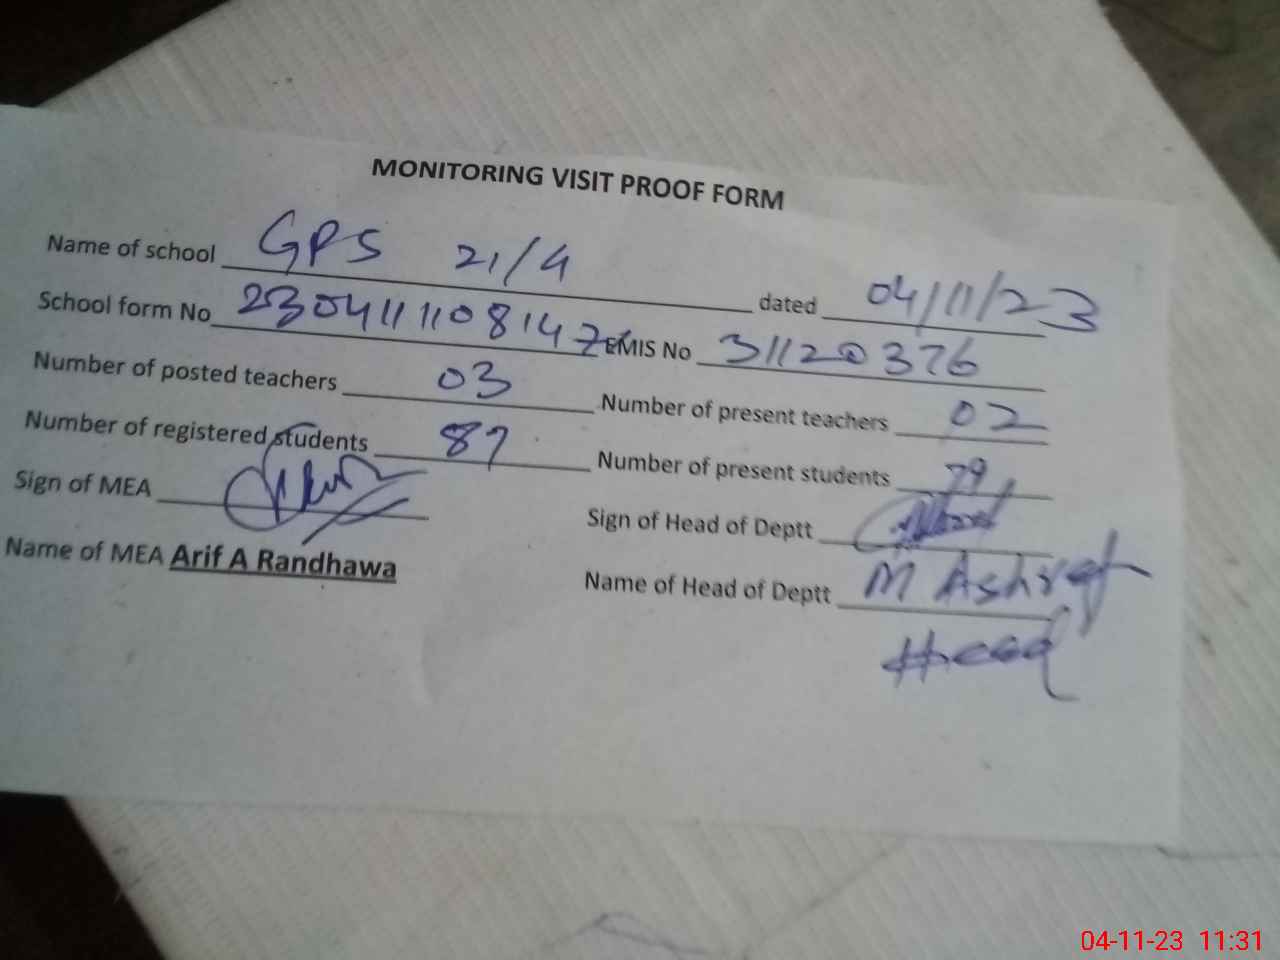 MONITORING VISIT PROOF FORM
Name of school GPS 21/4 dated 04/11/23
School form No 2304111108147 EMIS No 31120376
Number of posted teachers 03 Number of present teachers 02
Number of registered students 87 Number of present students 79
Sign of MEA Sign of Head of Deptt
Name of MEA Arif A Randhawa Name of Head of Deptt M Ashraf
Head
04-11-23 11:31